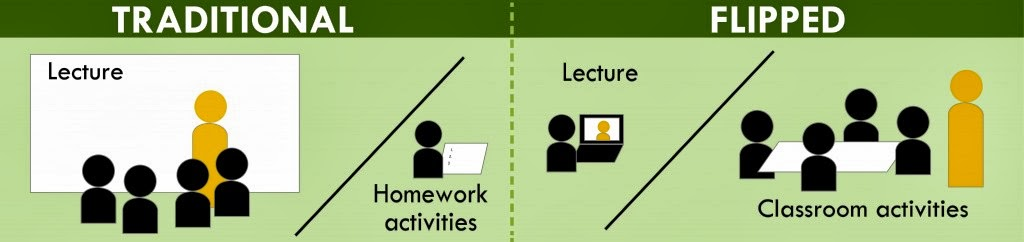 TRADITIONAL
Lecture
Homework
activities
FLIPPED
Lecture
Classroom activities